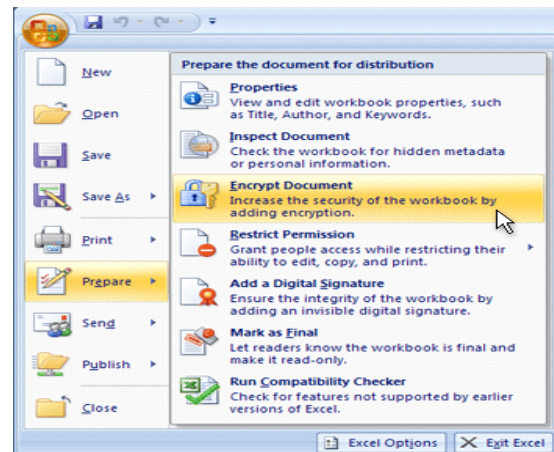 New
Open
Save
Save As
Print
Prepare
Send
Publish
Close
Prepare the document for distribution
Properties
View and edit workbook properties, such
as Title, Author, and Keywords.
Inspect Document
Check the workbook for hidden metadata
or personal information.
Encrypt Document
Increase the security of the workbook by
adding encryption.
Restrict Permission
Grant people access while restricting their
ability to edit, copy, and print.
Add a Digital Signature
Ensure the integrity of the workbook by
adding an invisible digital signature.
Mark as Final
Let readers know the workbook is final and
make it read-only.
Run Compatibility Checker
Check for features not supported by earlier
versions of Excel.
Excel Options
Exit Excel